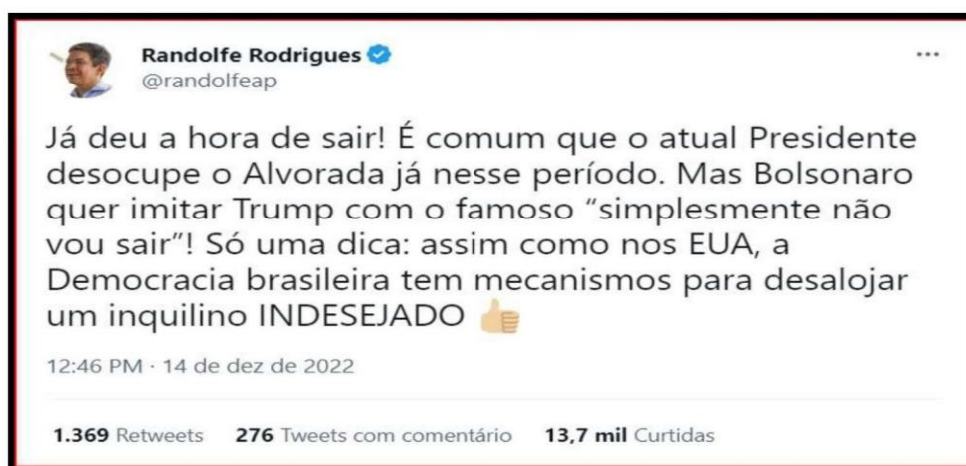 Randolfe Rodrigues
@randolfeap
Já deu a hora de sair! É comum que o atual Presidente
desocupe o Alvorada já nesse período. Mas Bolsonaro
quer imitar Trump com o famoso “simplesmente não
vou sair”! Só uma dica: assim como nos EUA, a
Democracia brasileira tem mecanismos para desalojar
um inquilino INDESEJADO 👍🏼
12:46 PM · 14 de dez de 2022
1.369 Retweets 276 Tweets com comentário 13,7 mil Curtidas